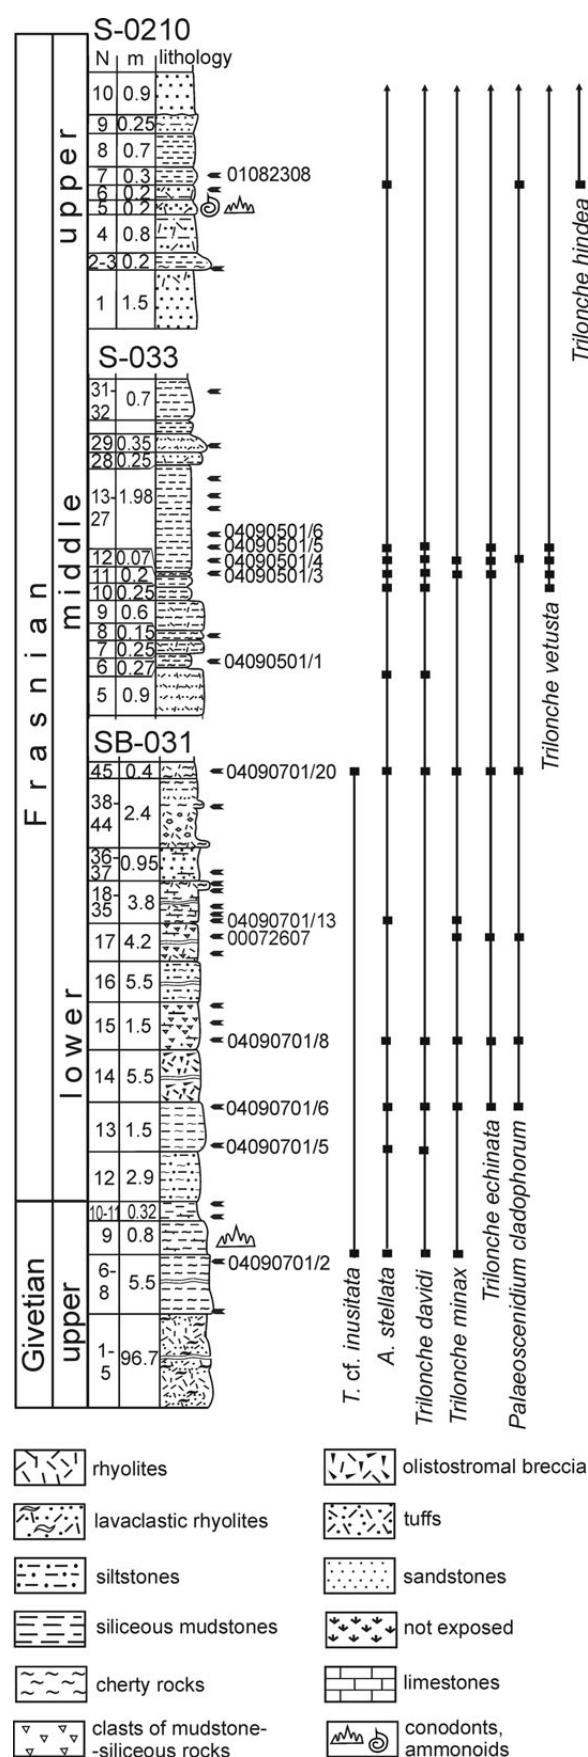 S-0210
N m lithology
10 0.9
9 0.25
8 0.7
7 0.3 01082308
6 0.2
5 0.2
4 0.8
2-3 0.2
1 1.5
S-033
31-32 0.7
29 0.35
28 0.25
13-27 1.98
04090501/6
04090501/5
12 0.07 04090501/4
11 0.2 04090501/3
10 0.25
9 0.6
8 0.15
7 0.25
6 0.27 04090501/1
5 0.9
SB-031
45 0.4 04090701/20
38-44 2.4
36-37 0.95
18-35 3.8
04090701/13
17 4.2 00072607
16 5.5
15 1.5
04090701/8
14 5.5
04090701/6
13 1.5
04090701/5
12 2.9
10-11 0.32
9 0.8
04090701/2
6-8 5.5
1-5 96.7
Frasnian
upper
middle
lower
Givetian
upper
T. cf. inusitata
A. stellata
Trilonche davidi
Trilonche minax
Trilonche echinata
Palaeoscenidium cladophorum
Trilonche vetusta
Trilonche hindea
rhyolites
olistostromal breccia
lavaclastic rhyolites
tuffs
siltstones
sandstones
siliceous mudstones
not exposed
cherty rocks
limestones
clasts of mudstone-
-siliceous rocks
conodonts,
ammonoids